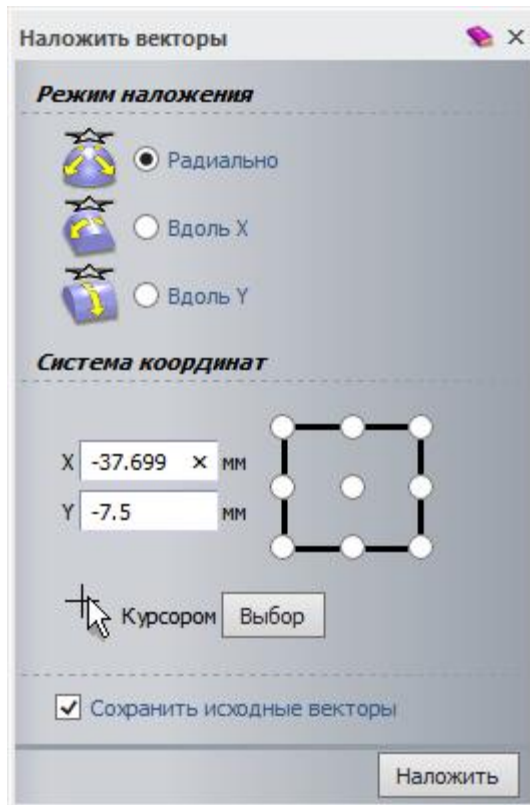 Наложить векторы
Режим наложения
Радиально
Вдоль X
Вдоль Y
Система координат
X -37.699 × мм
Y -7.5 мм
Курсором Выбор
Сохранить исходные векторы
Наложить